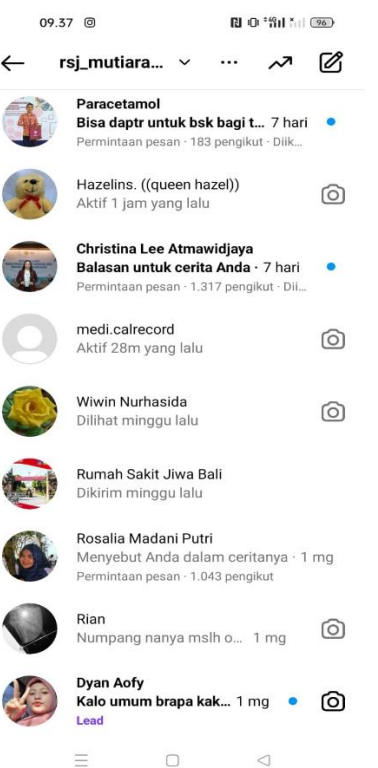 09.37
96
rsj_mutiara...
Paracetamol
Bisa daptr untuk bsk bagi t... 7 hari
Permintaan pesan · 183 pengikut · Diik...
Hazelins. ((queen hazel))
Aktif 1 jam yang lalu
Christina Lee Atmawidjaya
Balasan untuk cerita Anda · 7 hari
Permintaan pesan · 1.317 pengikut · Dii...
medi.calrecord
Aktif 28m yang lalu
Wiwin Nurhasida
Dilihat minggu lalu
Rumah Sakit Jiwa Bali
Dikirim minggu lalu
Rosalia Madani Putri
Menyebut Anda dalam ceritanya · 1 mg
Permintaan pesan · 1.043 pengikut
Rian
Numpang nanya mslh o... 1 mg
Dyan Aofy
Kalo umum brapa kak... 1 mg
Lead